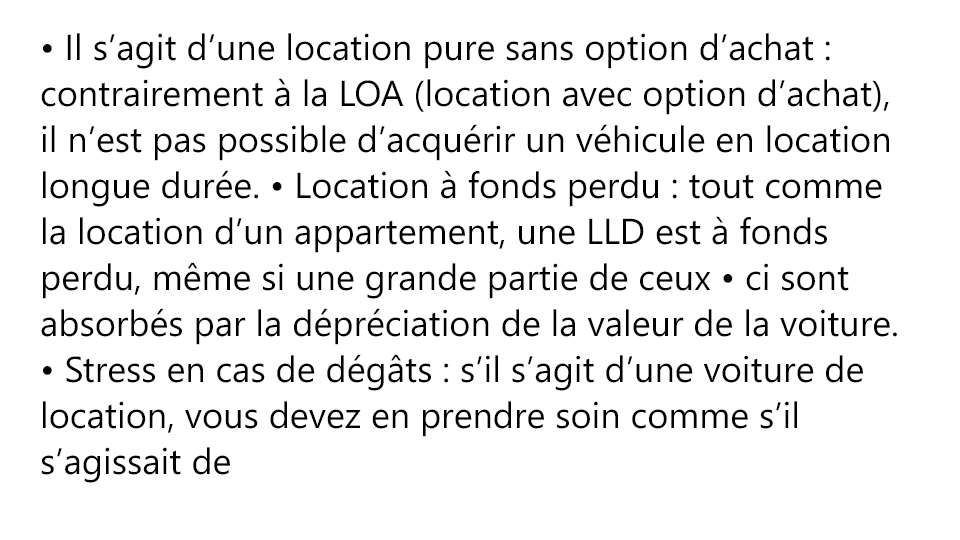 • Il s’agit d’une location pure sans option d’achat :
contrairement à la LOA (location avec option d’achat),
il n’est pas possible d’acquérir un véhicule en location
longue durée. • Location à fonds perdu : tout comme
la location d’un appartement, une LLD est à fonds
perdu, même si une grande partie de ceux • ci sont
absorbés par la dépréciation de la valeur de la voiture.
• Stress en cas de dégâts : s’il s’agit d’une voiture de
location, vous devez en prendre soin comme s’il
s’agissait de